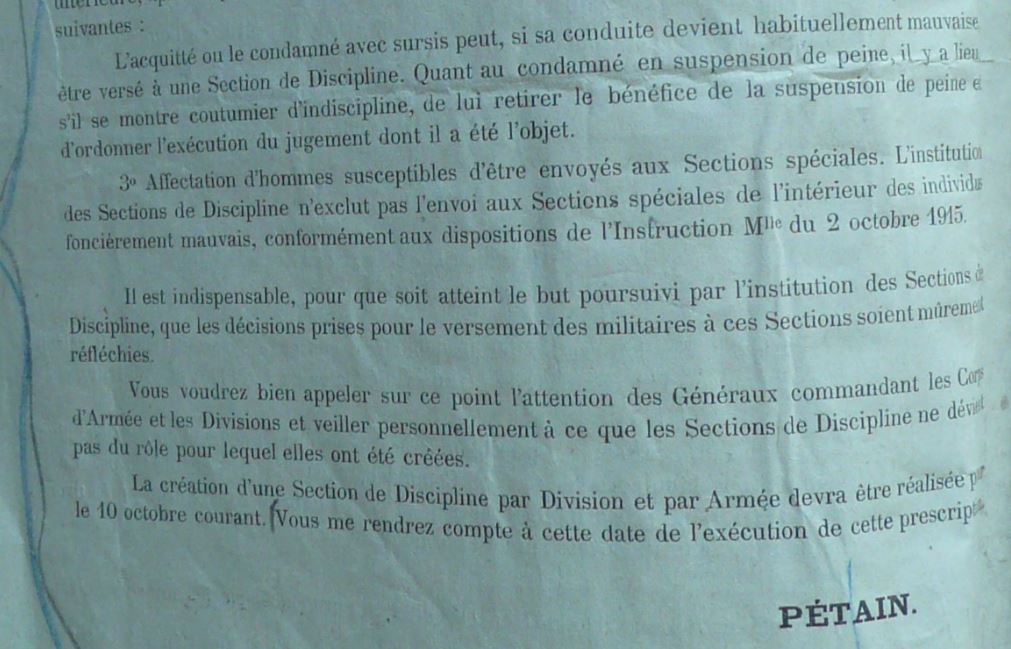 suivantes :
L'acquitté ou le condamné avec sursis peut, si sa conduite devient habituellement mauvaise
être versé à une Section de Discipline. Quant au condamné en suspension de peine, il y a lieu
s'il se montre coutumier d'indiscipline, de lui retirer le bénéfice de la suspension de peine e
d'ordonner l'exécution du jugement dont il a été l'objet.
3º Affectation d'hommes susceptibles d'être envoyés aux Sections spéciales. L'institution
des Sections de Discipline n'exclut pas l'envoi aux Sections spéciales de l'intérieur des individus
foncièrement mauvais, conformément aux dispositions de l'Instruction Mlle du 2 octobre 1915.
Il est indispensable, pour que soit atteint le but poursuivi par l'institution des Sections de
Discipline, que les décisions prises pour le versement des militaires à ces Sections soient mûrement
réfléchies.
Vous voudrez bien appeler sur ce point l'attention des Généraux commandant les Corps
d'Armée et les Divisions et veiller personnellement à ce que les Sections de Discipline ne dévient
pas du rôle pour lequel elles ont été créées.
La création d'une Section de Discipline par Division et par Armée devra être réalisée par
le 10 octobre courant. Vous me rendrez compte à cette date de l'exécution de cette
PÉTAIN.